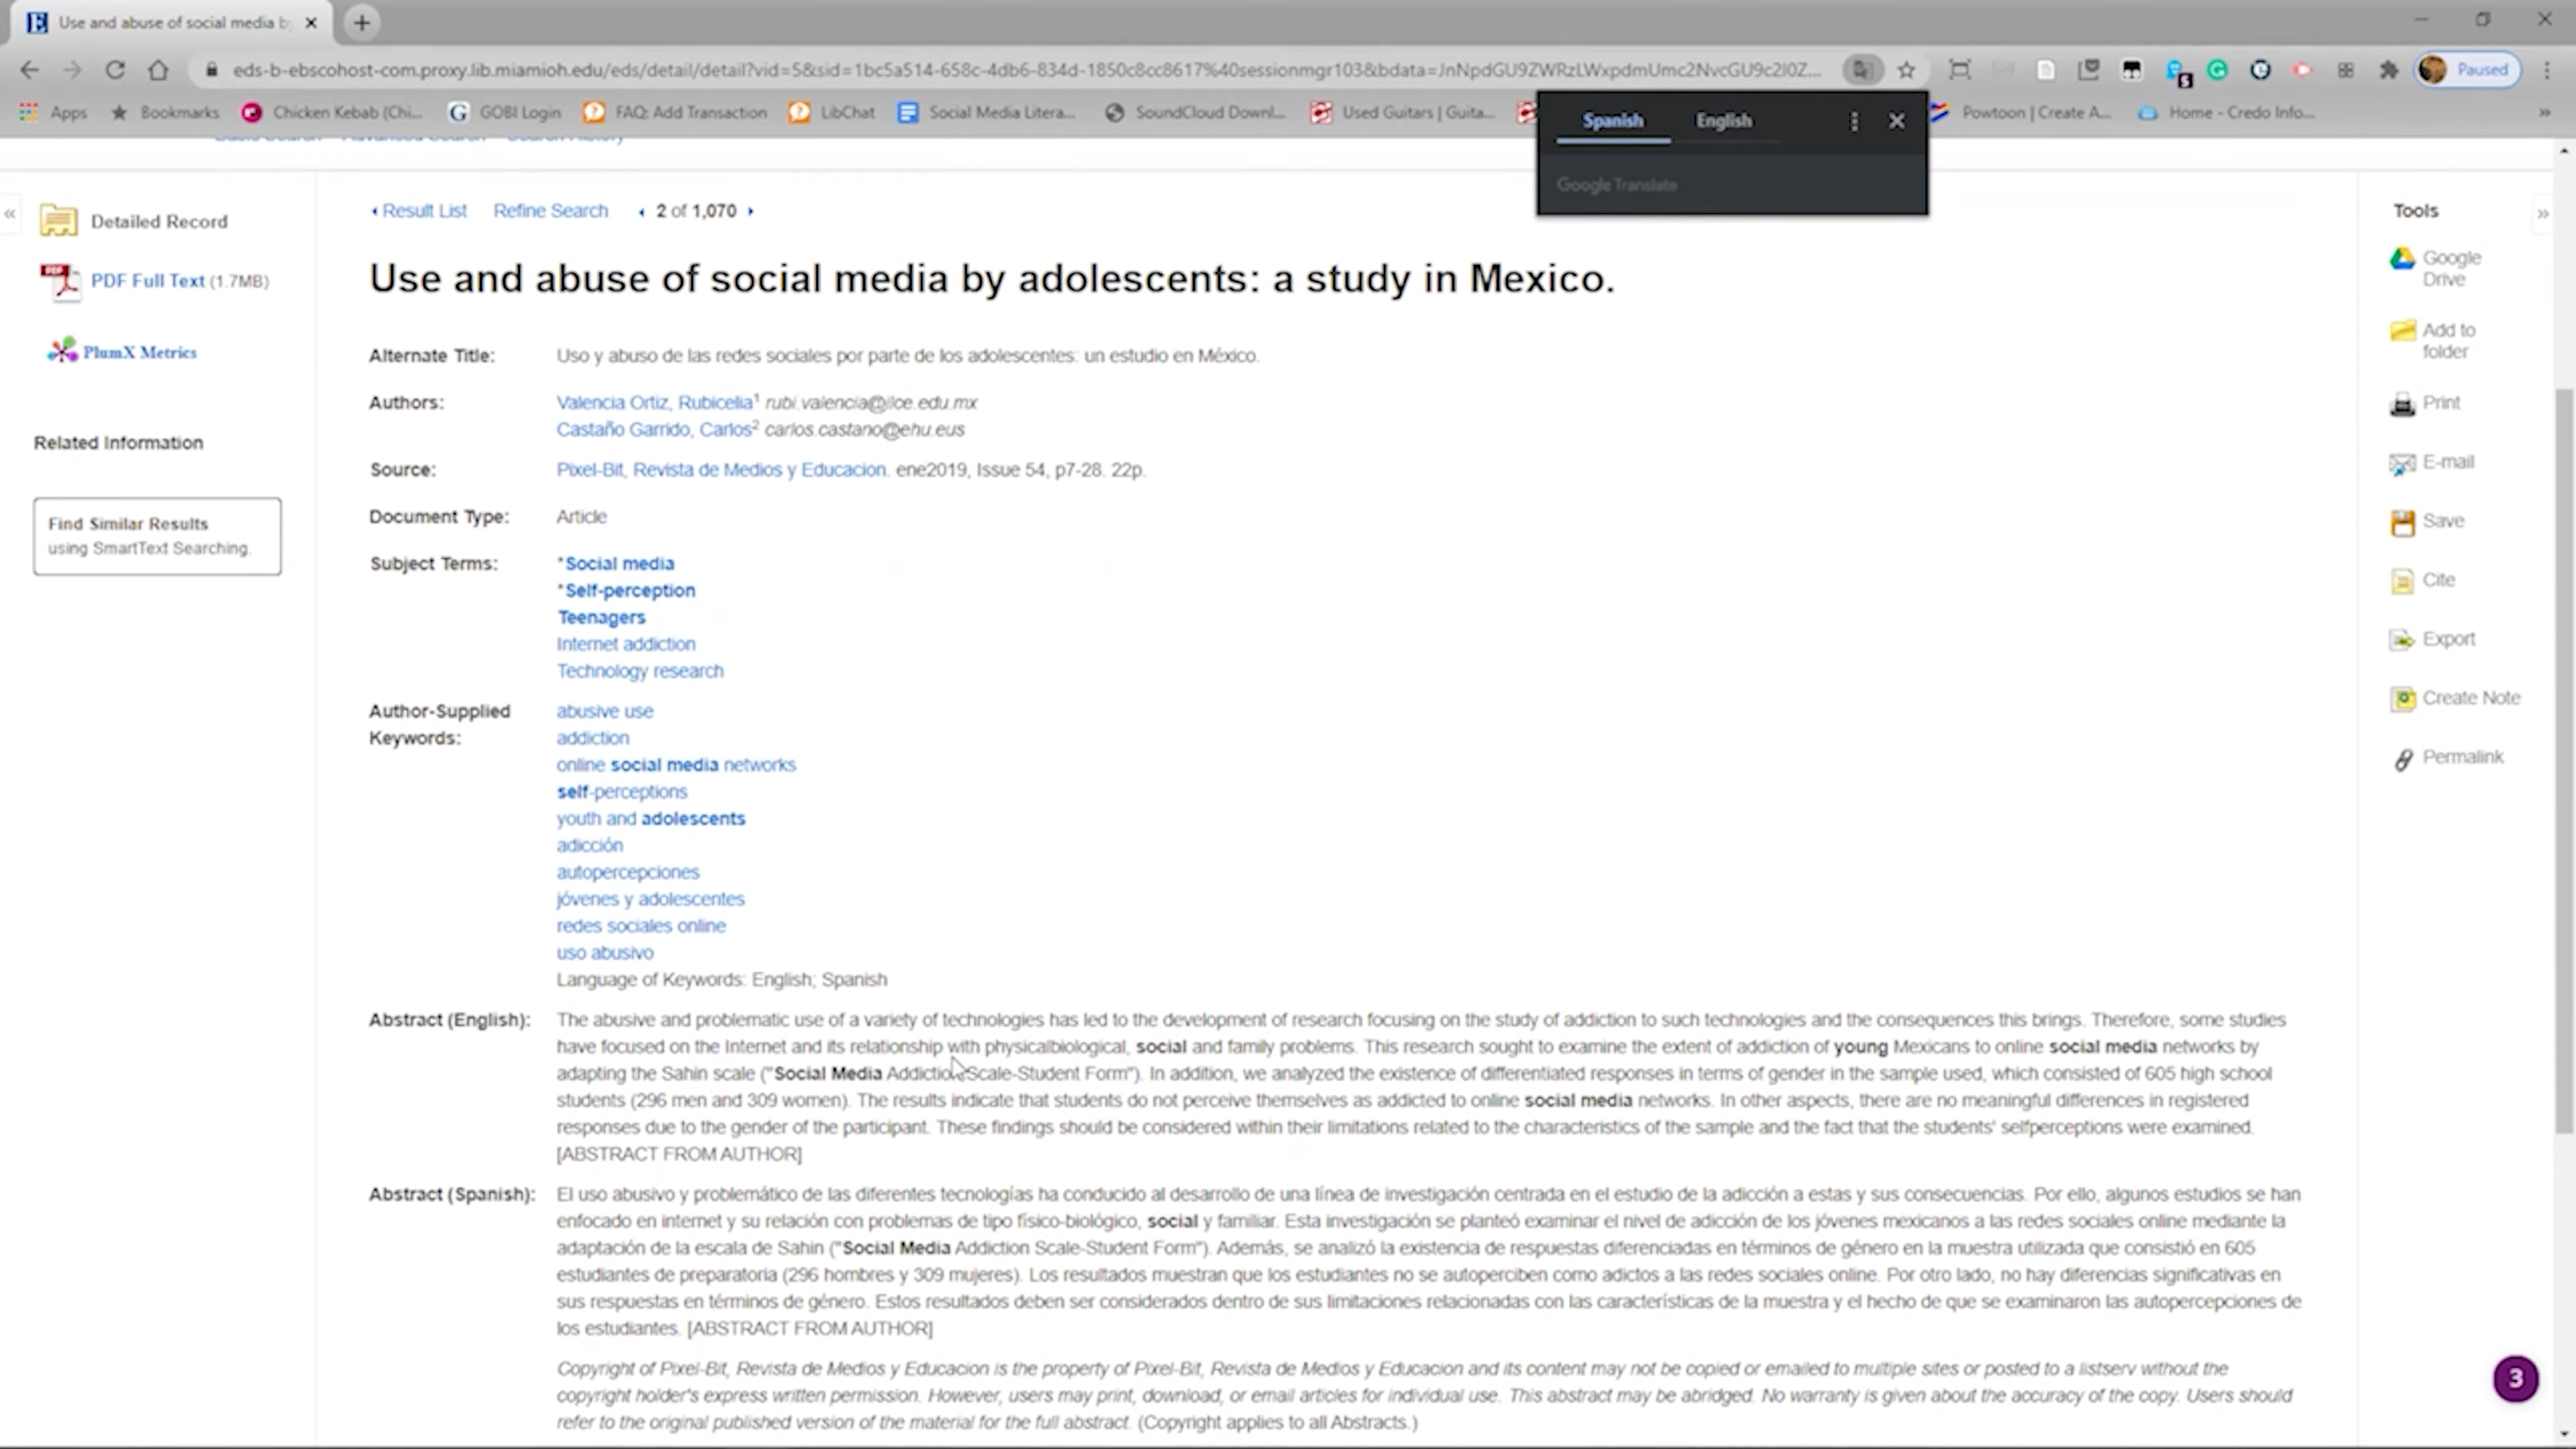 Use and abuse of social media by
eds-b-ebscohost-com.proxy.lib.miamioh.edu/eds/detail/detail?vid=5&sid=1bc5a514-658c-4db6-834d-1850c8cc8617%40sessionmgr103&bdata=JnNpdGU9ZWRzLWxpdmUmc2NvcGU9c2l0Z...
Paused
Apps Bookmarks Chicken Kebab (Chi... GOBI Login FAQ: Add Transaction LibChat Social Media Litera... SoundCloud Downl... Used Guitars | Guita... Powtoon | Create A... Home - Credo Info...
Spanish English
Google Translate
Basic Search Advanced Search Search History
Detailed Record
PDF Full Text (1.7MB)
PlumX Metrics
Related Information
Find Similar Results
using SmartText Searching.
Result List Refine Search 2 of 1,070
Use and abuse of social media by adolescents: a study in Mexico.
Alternate Title: Uso y abuso de las redes sociales por parte de los adolescentes: un estudio en México.
Authors: Valencia Ortiz, Rubicelia1 rubi.valencia@ilce.edu.mx
Castaño Garrido, Carlos2 carlos.castano@ehu.eus
Source: Pixel-Bit, Revista de Medios y Educacion. ene2019, Issue 54, p7-28. 22p.
Document Type: Article
Subject Terms: *Social media
*Self-perception
Teenagers
Internet addiction
Technology research
Author-Supplied Keywords: abusive use
addiction
online social media networks
self-perceptions
youth and adolescents
adicción
autopercepciones
jóvenes y adolescentes
redes sociales online
uso abusivo
Language of Keywords: English; Spanish
Abstract (English): The abusive and problematic use of a variety of technologies has led to the development of research focusing on the study of addiction to such technologies and the consequences this brings. Therefore, some studies
have focused on the Internet and its relationship with physicalbiological, social and family problems. This research sought to examine the extent of addiction of young Mexicans to online social media networks by
adapting the Sahin scale ("Social Media Addiction Scale-Student Form"). In addition, we analyzed the existence of differentiated responses in terms of gender in the sample used, which consisted of 605 high school
students (296 men and 309 women). The results indicate that students do not perceive themselves as addicted to online social media networks. In other aspects, there are no meaningful differences in registered
responses due to the gender of the participant. These findings should be considered within their limitations related to the characteristics of the sample and the fact that the students' selfperceptions were examined.
[ABSTRACT FROM AUTHOR]
Abstract (Spanish): El uso abusivo y problemático de las diferentes tecnologías ha conducido al desarrollo de una línea de investigación centrada en el estudio de la adicción a estas y sus consecuencias. Por ello, algunos estudios se han
enfocado en internet y su relación con problemas de tipo físico-biológico, social y familiar. Esta investigación se planteó examinar el nivel de adicción de los jóvenes mexicanos a las redes sociales online mediante la
adaptación de la escala de Sahin ("Social Media Addiction Scale-Student Form"). Además, se analizó la existencia de respuestas diferenciadas en términos de género en la muestra utilizada que consistió en 605
estudiantes de preparatoria (296 hombres y 309 mujeres). Los resultados muestran que los estudiantes no se autoperciben como adictos a las redes sociales online. Por otro lado, no hay diferencias significativas en
sus respuestas en términos de género. Estos resultados deben ser considerados dentro de sus limitaciones relacionadas con las características de la muestra y el hecho de que se examinaron las autopercepciones de
los estudiantes. [ABSTRACT FROM AUTHOR]
Copyright of Pixel-Bit, Revista de Medios y Educacion is the property of Pixel-Bit, Revista de Medios y Educacion and its content may not be copied or emailed to multiple sites or posted to a listserv without the
copyright holder's express written permission. However, users may print, download, or email articles for individual use. This abstract may be abridged. No warranty is given about the accuracy of the copy. Users should
refer to the original published version of the material for the full abstract. (Copyright applies to all Abstracts.)
Tools
Google
Drive
Add to
folder
Print
E-mail
Save
Cite
Export
Create Note
Permalink
3